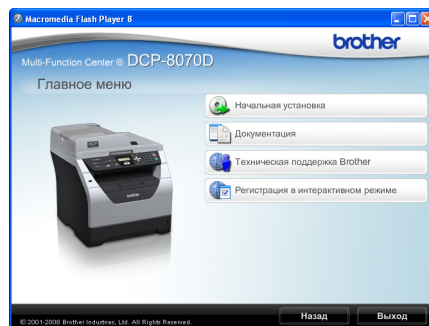 Macromedia Flash Player 8
brother
Multi-Function Center ® DCP-8070D
Главное меню
Начальная установка
Документация
Техническая поддержка Brother
Регистрация в интерактивном режиме
© 2001-2008 Brother Industries, Ltd. All Rights Reserved.
Назад
Выход